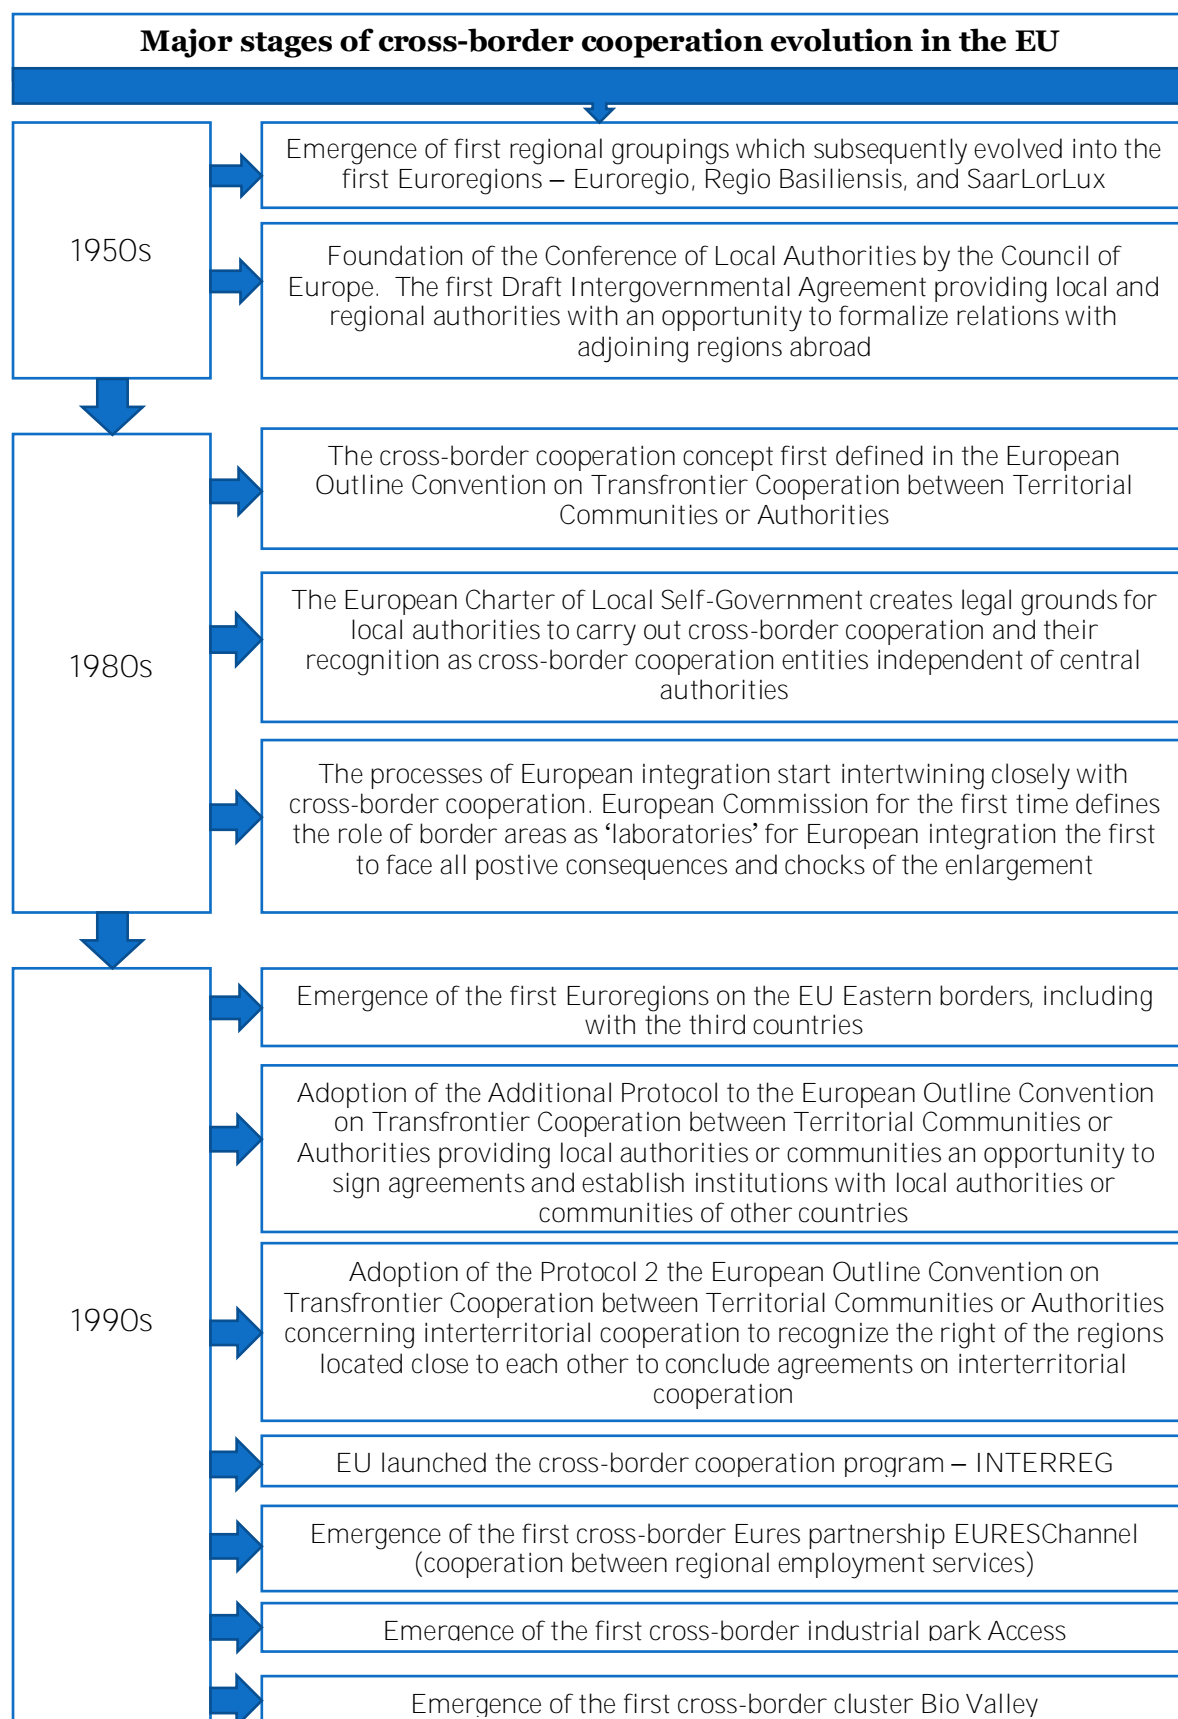 Major stages of cross-border cooperation evolution in the EU
1950s
Emergence of first regional groupings which subsequently evolved into the
first Euroregions – Euroregio, Regio Basiliensis, and SaarLorLux
Foundation of the Conference of Local Authorities by the Council of
Europe. The first Draft Intergovernmental Agreement providing local and
regional authorities with an opportunity to formalize relations with
adjoining regions abroad
1980s
The cross-border cooperation concept first defined in the European
Outline Convention on Transfrontier Cooperation between Territorial
Communities or Authorities
The European Charter of Local Self-Government creates legal grounds for
local authorities to carry out cross-border cooperation and their
recognition as cross-border cooperation entities independent of central
authorities
The processes of European integration start intertwining closely with
cross-border cooperation. European Commission for the first time defines
the role of border areas as ‘laboratories’ for European integration the first
to face all postive consequences and chocks of the enlargement
1990s
Emergence of the first Euroregions on the EU Eastern borders, including
with the third countries
Adoption of the Additional Protocol to the European Outline Convention
on Transfrontier Cooperation between Territorial Communities or
Authorities providing local authorities or communities an opportunity to
sign agreements and establish institutions with local authorities or
communities of other countries
Adoption of the Protocol 2 the European Outline Convention on
Transfrontier Cooperation between Territorial Communities or Authorities
concerning interterritorial cooperation to recognize the right of the regions
located close to each other to conclude agreements on interterritorial
cooperation
EU launched the cross-border cooperation program – INTERREG
Emergence of the first cross-border Eures partnership EURESChannel
(cooperation between regional employment services)
Emergence of the first cross-border industrial park Access
Emergence of the first cross-border cluster Bio Valley